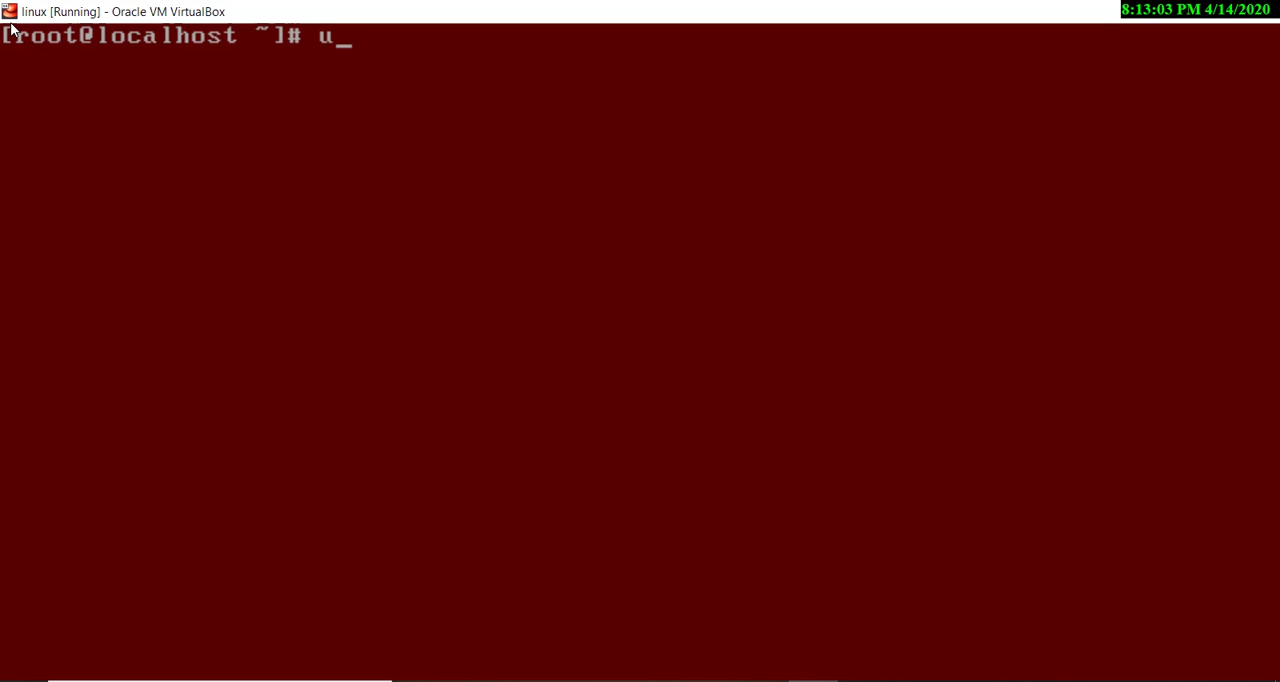 linux [Running] - Oracle VM VirtualBox
8:13:03 PM 4/14/2020
[root@localhost ~]# u_